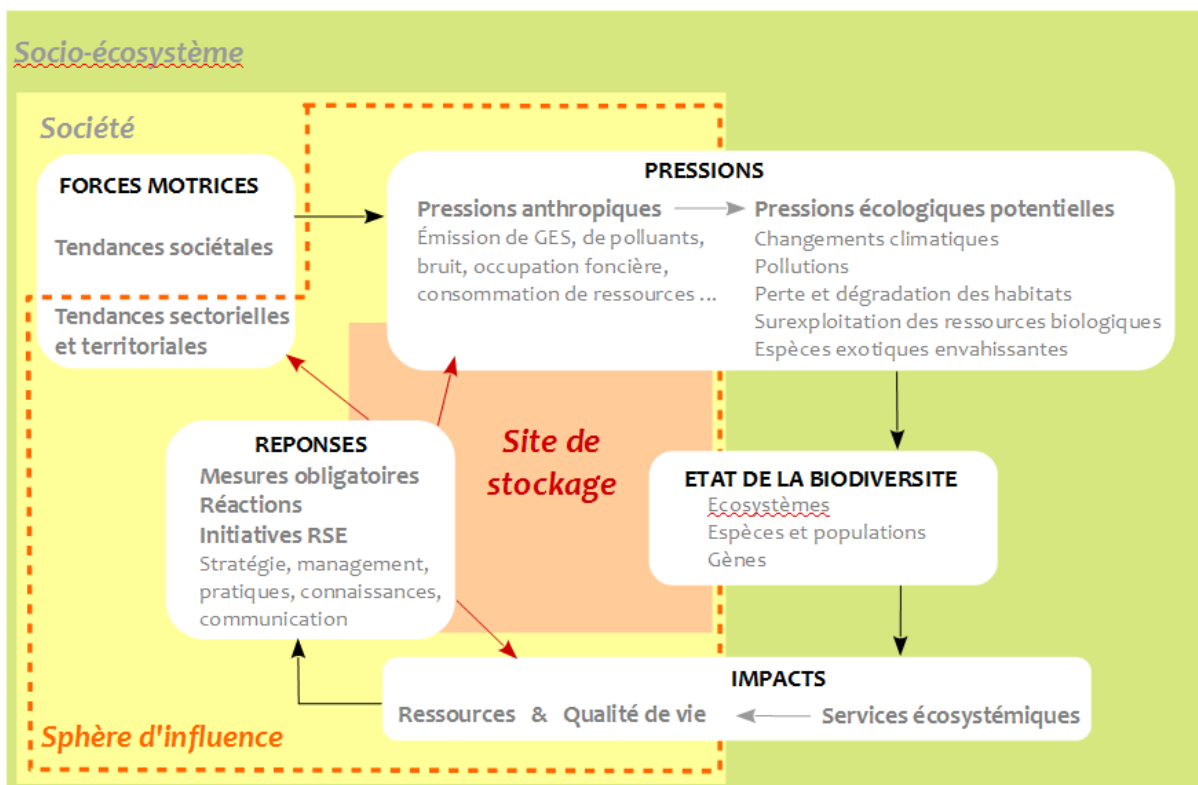 Socio-écosystème
Société
FORCES MOTRICES
Tendances sociétales
Tendances sectorielles
et territoriales
PRESSIONS
Pressions anthropiques
Émission de GES, de polluants,
bruit, occupation foncière,
consommation de ressources ...
Pressions écologiques potentielles
Changements climatiques
Pollutions
Perte et dégradation des habitats
Surexploitation des ressources biologiques
Espèces exotiques envahissantes
REPONSES
Mesures obligatoires
Réactions
Initiatives RSE
Stratégie, management,
pratiques, connaissances,
communication
Site de
stockage
ETAT DE LA BIODIVERSITE
Ecosystèmes
Espèces et populations
Gènes
IMPACTS
Ressources & Qualité de vie
Services écosystémiques
Sphère d'influence